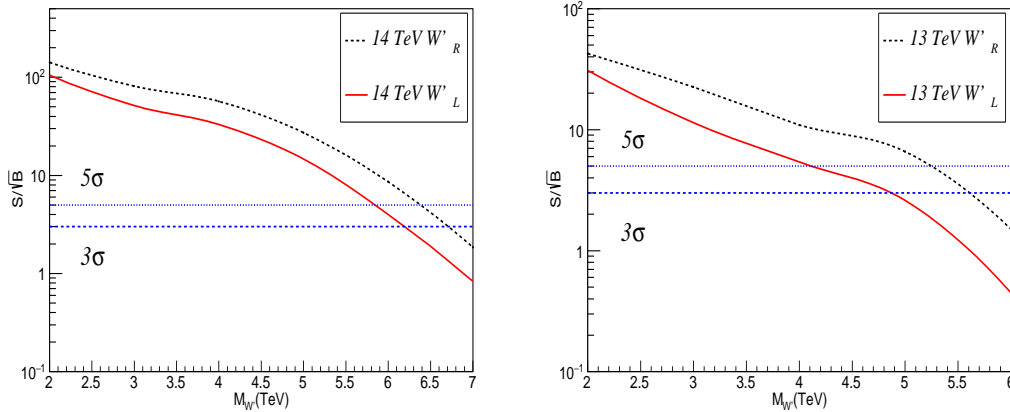 14 TeV W' R
14 TeV W' L
10²
10
1
10⁻¹
S/√B
5σ
3σ
2 2.5 3 3.5 4 4.5 5 5.5 6 6.5 7
M_W'(TeV)
13 TeV W' R
13 TeV W' L
10²
10
1
10⁻¹
S/√B
5σ
3σ
2 2.5 3 3.5 4 4.5 5 5.5 6
M_W'(TeV)